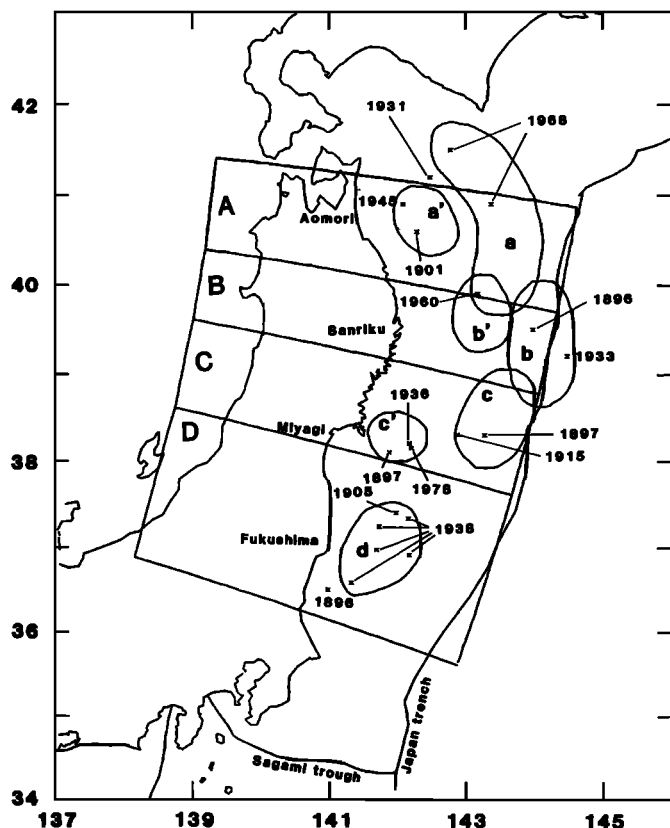 42
1931
1968
A
1945
a'
Aomori
a
1901
40
B
1960
1896
Sanriku
b'
b
1933
C
1936
c
Miyagi
c'
38
D
1897
1897
1915
1978
1905
Fukushima
d
1938
1896
36
Japan trench
Sagami trough
34
137
139
141
143
145